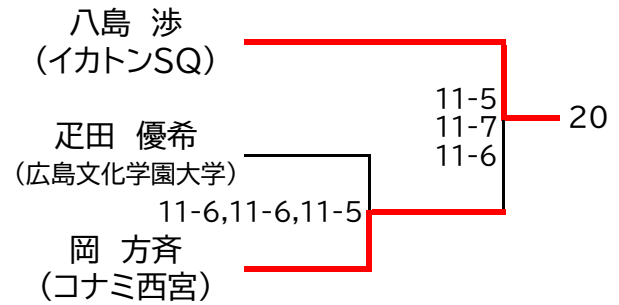 八島　渉
（イカトンSQ）
11-5
11-7
11-6
20
疋田　優希
（広島文化学園大学）
11-6,11-6,11-5
岡　方斉
（コナミ西宮）